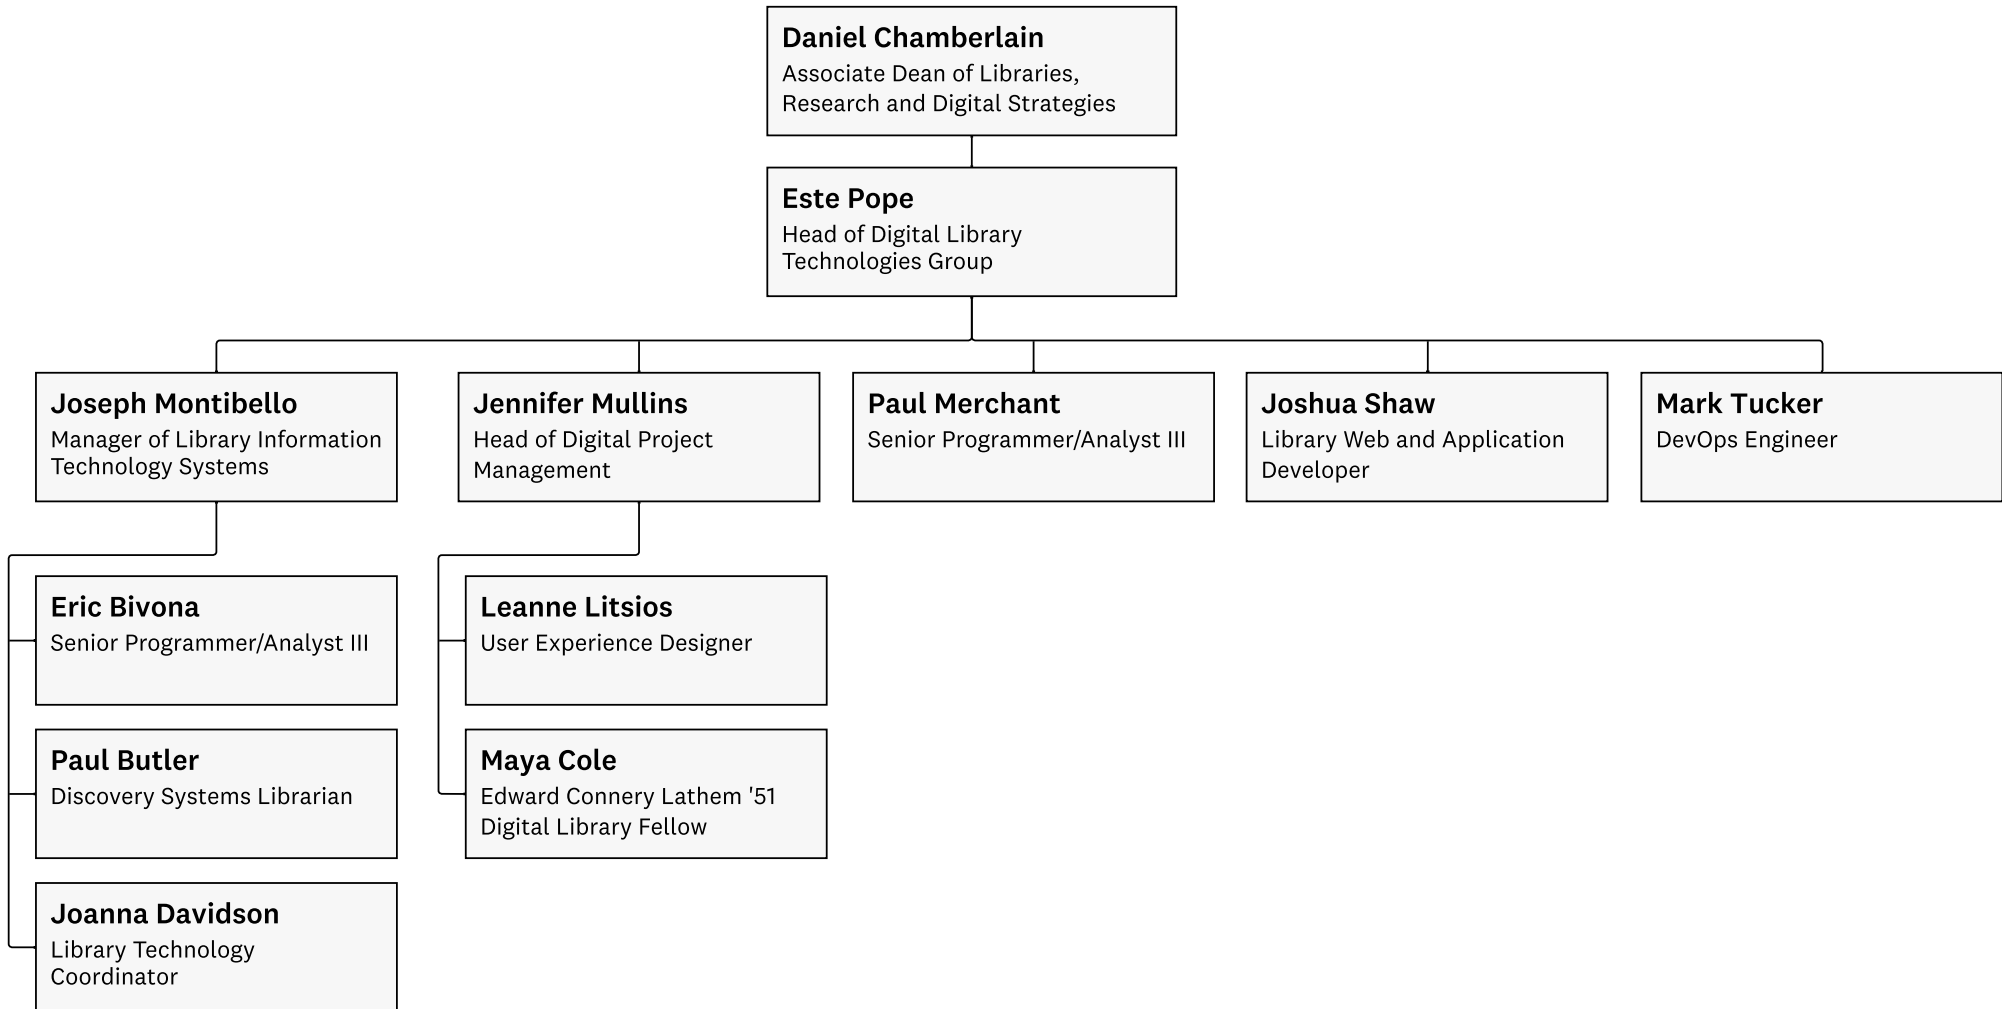 Daniel Chamberlain
Associate Dean of Libraries,
Research and Digital Strategies
Este Pope
Head of Digital Library
Technologies Group
Joseph Montibello
Manager of Library Information
Technology Systems
Jennifer Mullins
Head of Digital Project
Management
Paul Merchant
Senior Programmer/Analyst III
Joshua Shaw
Library Web and Application
Developer
Mark Tucker
DevOps Engineer
Eric Bivona
Senior Programmer/Analyst III
Paul Butler
Discovery Systems Librarian
Joanna Davidson
Library Technology
Coordinator
Leanne Litsios
User Experience Designer
Maya Cole
Edward Connery Lathem '51
Digital Library Fellow